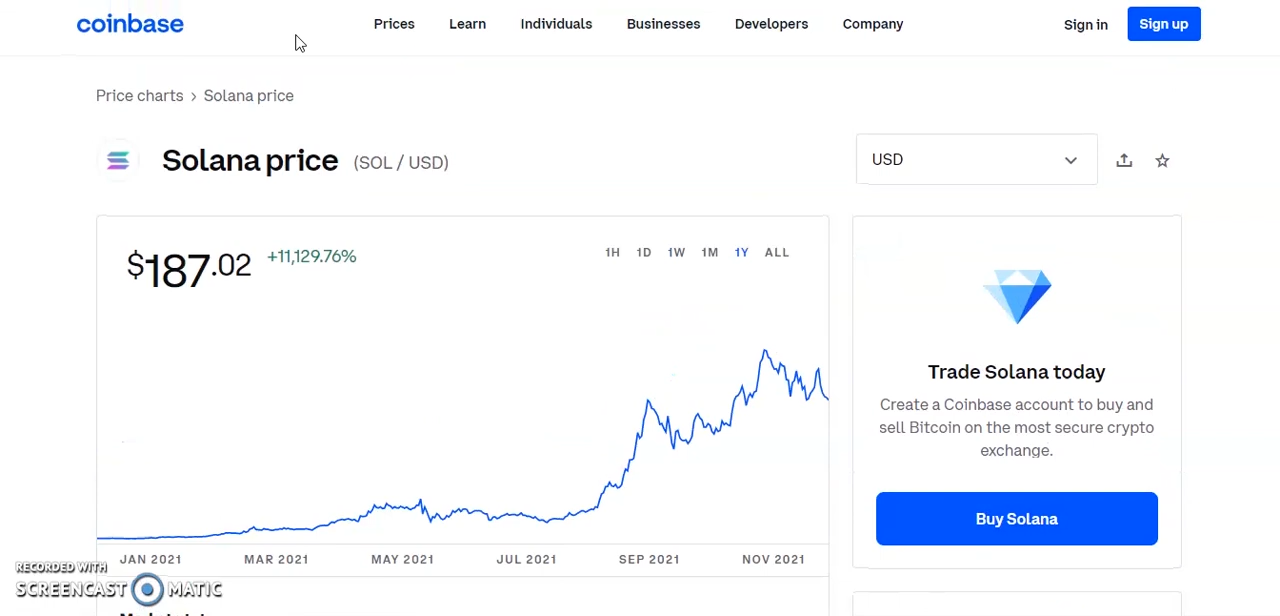 coinbase
Prices
Learn
Individuals
Businesses
Developers
Company
Sign in
Sign up
Price charts › Solana price
Solana price (SOL / USD)
USD
$187.02 +11,129.76%
1H 1D 1W 1M 1Y ALL
JAN 2021 MAR 2021 MAY 2021 JUL 2021 SEP 2021 NOV 2021
Trade Solana today
Create a Coinbase account to buy and
sell Bitcoin on the most secure crypto
exchange.
Buy Solana
RECORDED WITH
SCREENCAST MATIC